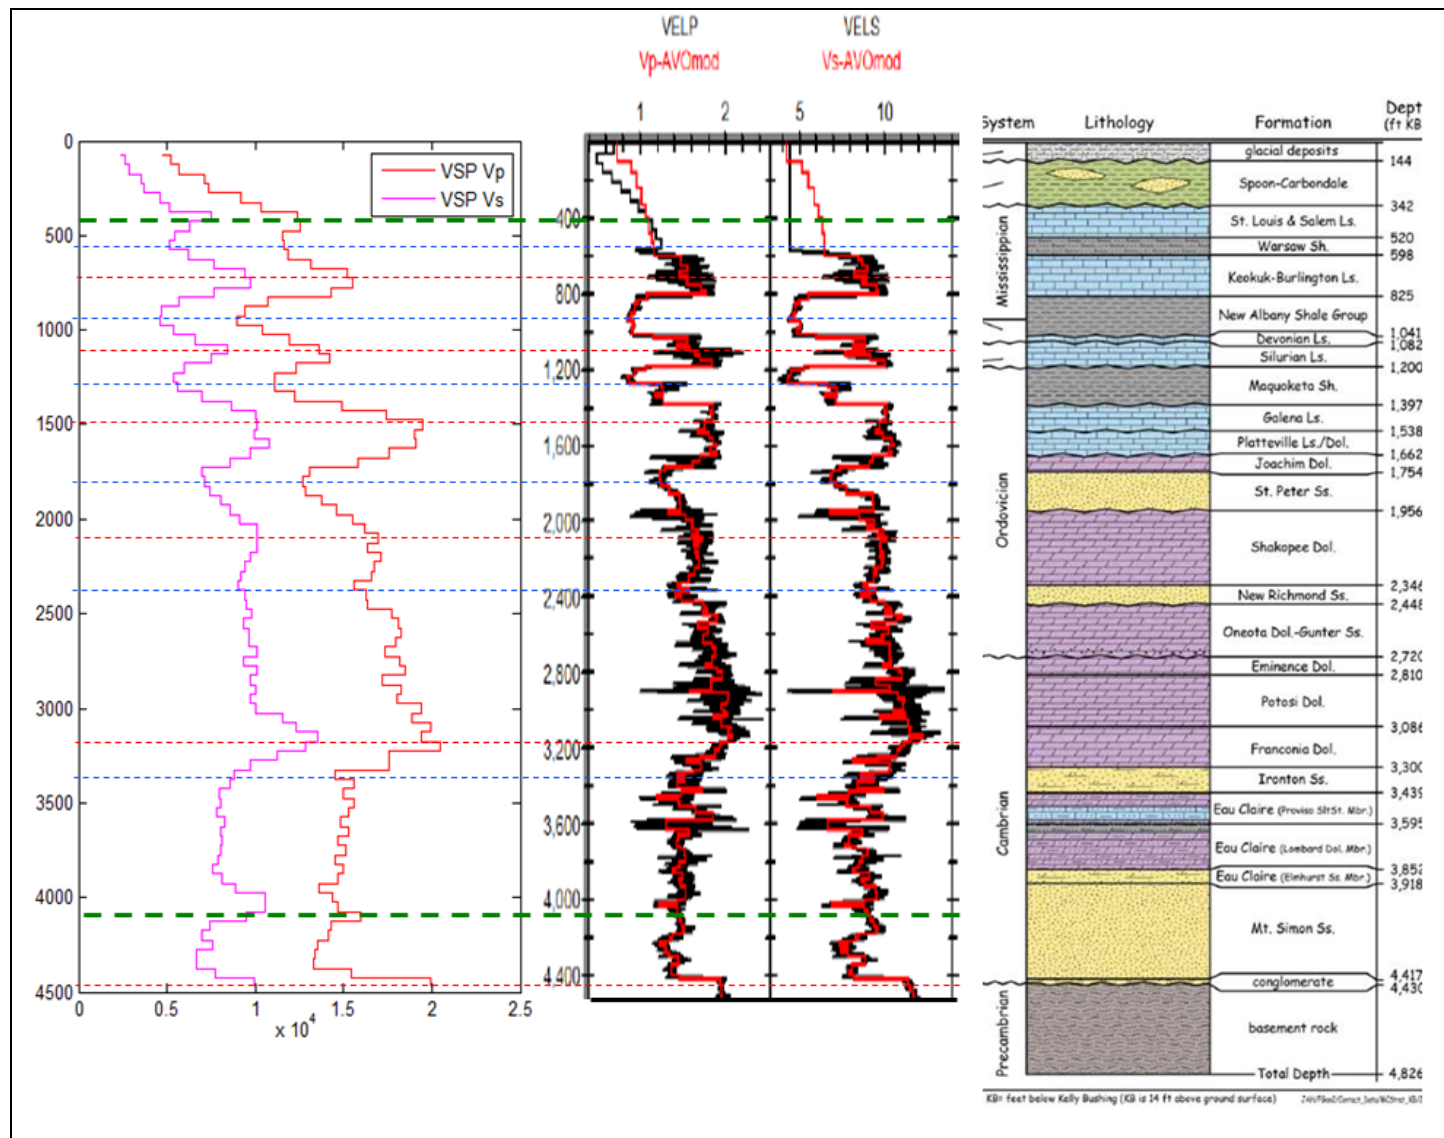 VELP
Vp-AVOmod
VELS
Vs-AVOmod
1
2
5
10
0
500
1000
1500
2000
2500
3000
3500
4000
4500
VSP Vp
VSP Vs
0
0.5
1
1.5
2
2.5
x 10^4
400
800
1,200
1,600
2,000
2,400
2,800
3,200
3,600
4,000
4,400
System
Lithology
Formation
Dept
(ft KB
glacial deposits
144
Spoon-Carbondale
342
Mississippian
St. Louis & Salem Ls.
520
Warsaw Sh.
598
Keokuk-Burlington Ls.
825
New Albany Shale Group
1,041
Devonian Ls.
1,082
Silurian Ls.
1,200
Ordovician
Maquoketa Sh.
1,397
Galena Ls.
1,538
Platteville Ls./Dol.
1,662
Joachim Dol.
1,754
St. Peter Ss.
1,956
Shakopee Dol.
2,346
New Richmond Ss.
2,448
Oneota Dol.-Gunter Ss.
2,720
Cambrian
Eminence Dol.
2,810
Potosi Dol.
3,086
Franconia Dol.
3,300
Ironton Ss.
3,439
Eau Claire (Proviso SltSt. Mbr.)
3,595
Eau Claire (Lombard Dol. Mbr.)
3,852
Eau Claire (Elmhurst Ss. Mbr.)
3,918
Mt. Simon Ss.
4,417
conglomerate
4,430
Precambrian
basement rock
Total Depth
4,826
KB= feet below Kelly Bushing (KB is 14 ft above ground surface)